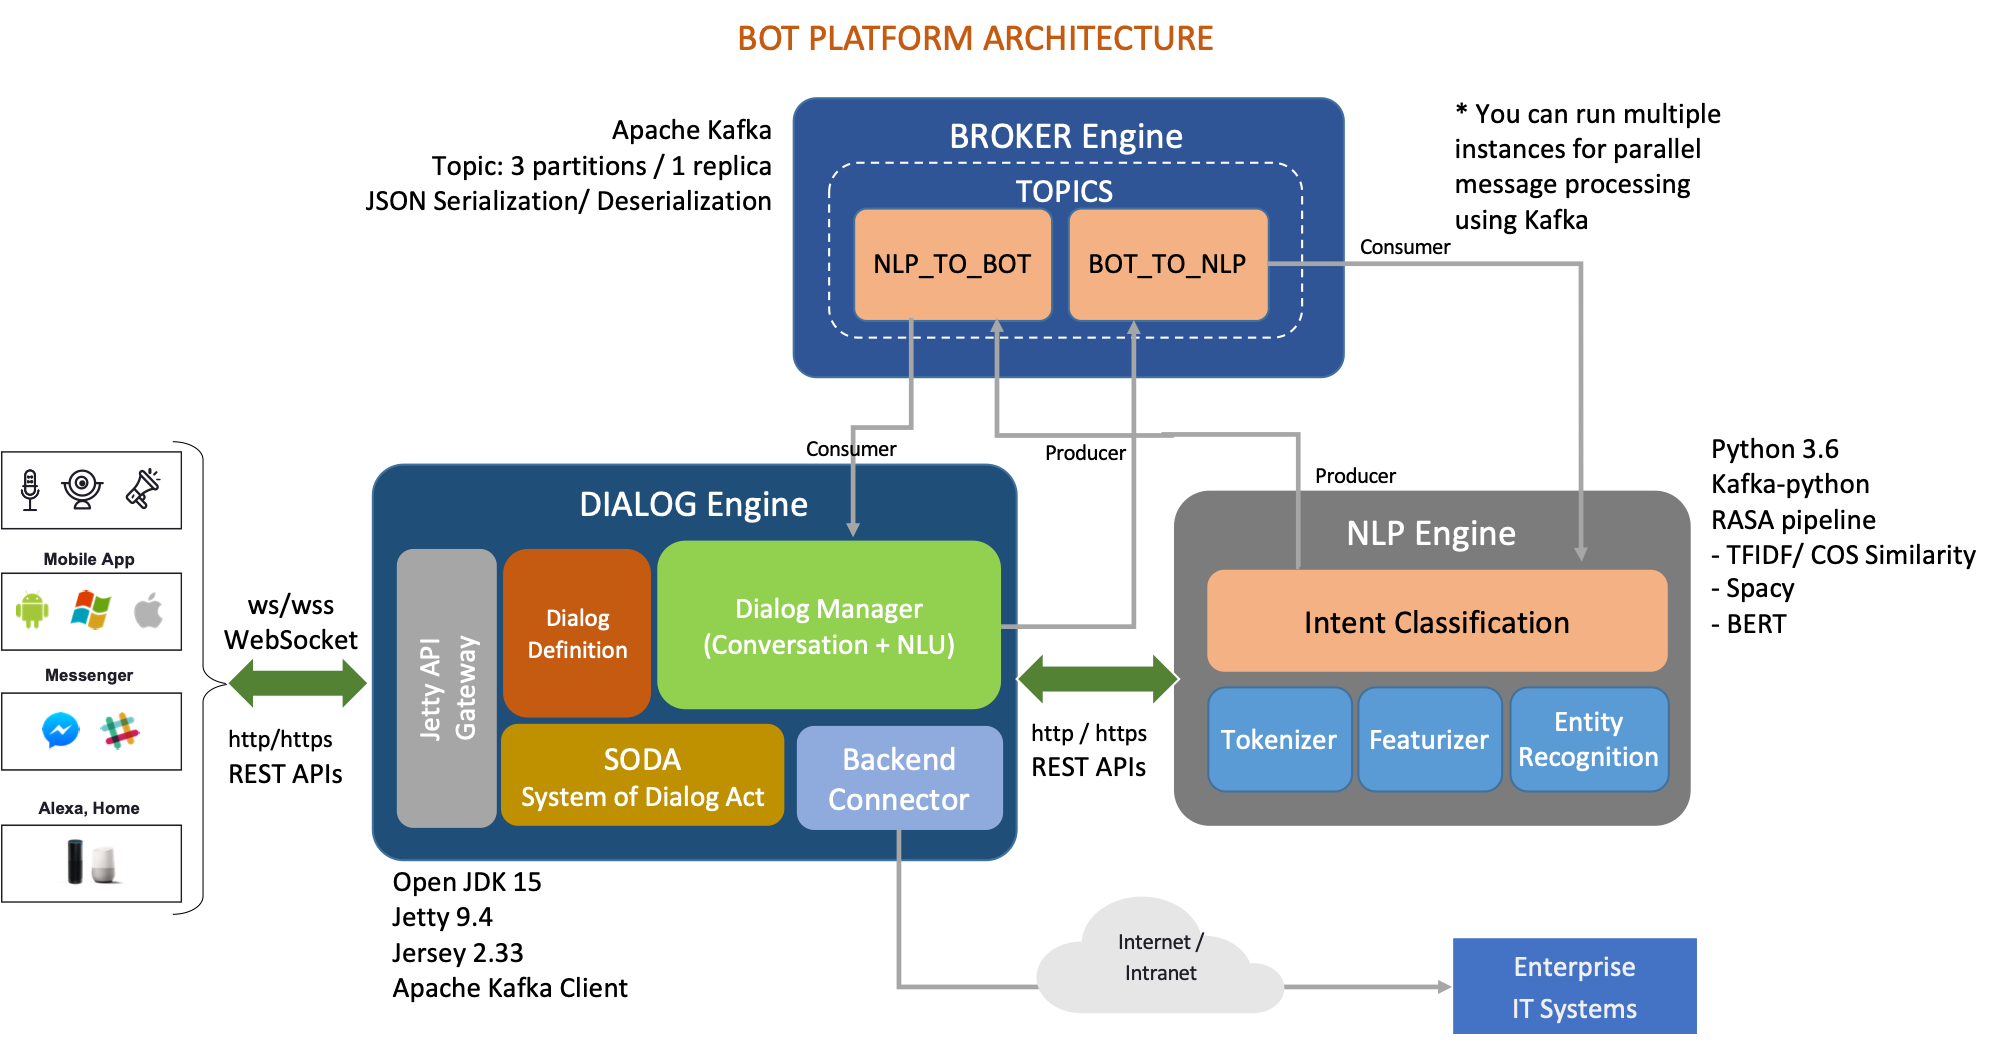 BOT PLATFORM ARCHITECTURE
Apache Kafka
Topic: 3 partitions / 1 replica
JSON Serialization/ Deserialization
BROKER Engine
TOPICS
NLP_TO_BOT
BOT_TO_NLP
* You can run multiple
instances for parallel
message processing
using Kafka
Consumer
Consumer
Producer
Producer
Mobile App
Messenger
Alexa, Home
ws/wss
WebSocket
http/https
REST APIs
DIALOG Engine
Jetty API
Gateway
Dialog
Definition
Dialog Manager
(Conversation + NLU)
SODA
System of Dialog Act
Backend
Connector
Open JDK 15
Jetty 9.4
Jersey 2.33
Apache Kafka Client
http / https
REST APIs
NLP Engine
Intent Classification
Tokenizer
Featurizer
Entity
Recognition
Python 3.6
Kafka-python
RASA pipeline
- TFIDF/ COS Similarity
- Spacy
- BERT
Internet /
Intranet
Enterprise
IT Systems